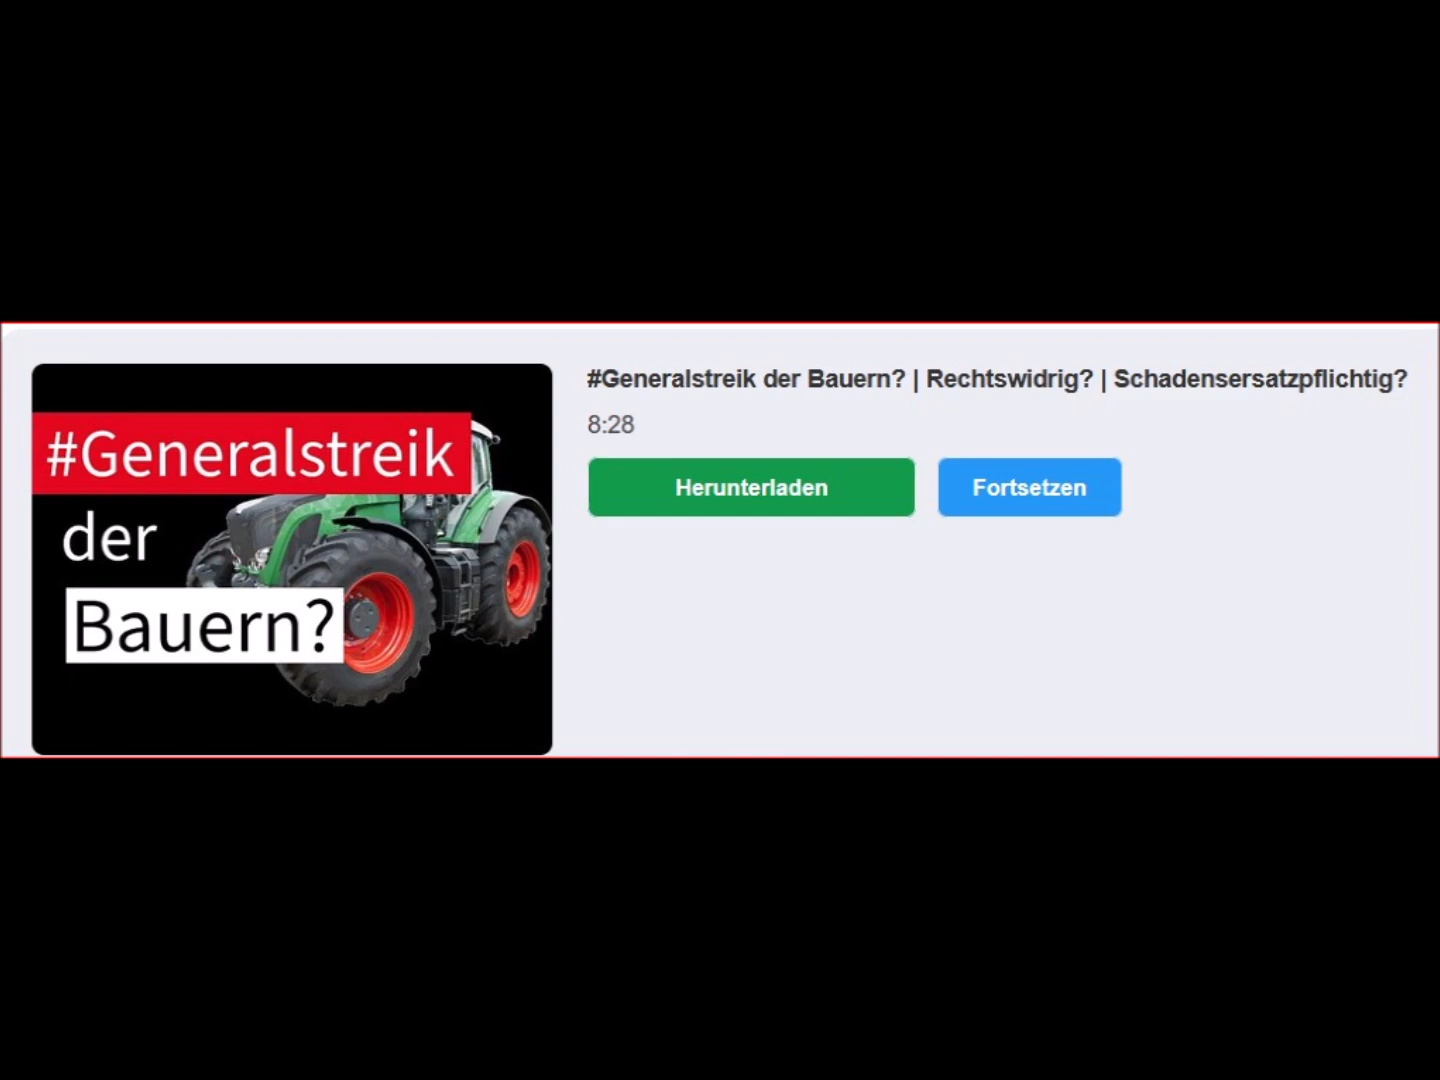 #Generalstreik
der
Bauern?
#Generalstreik der Bauern? | Rechtswidrig? | Schadensersatzpflichtig?
8:28
Herunterladen
Fortsetzen